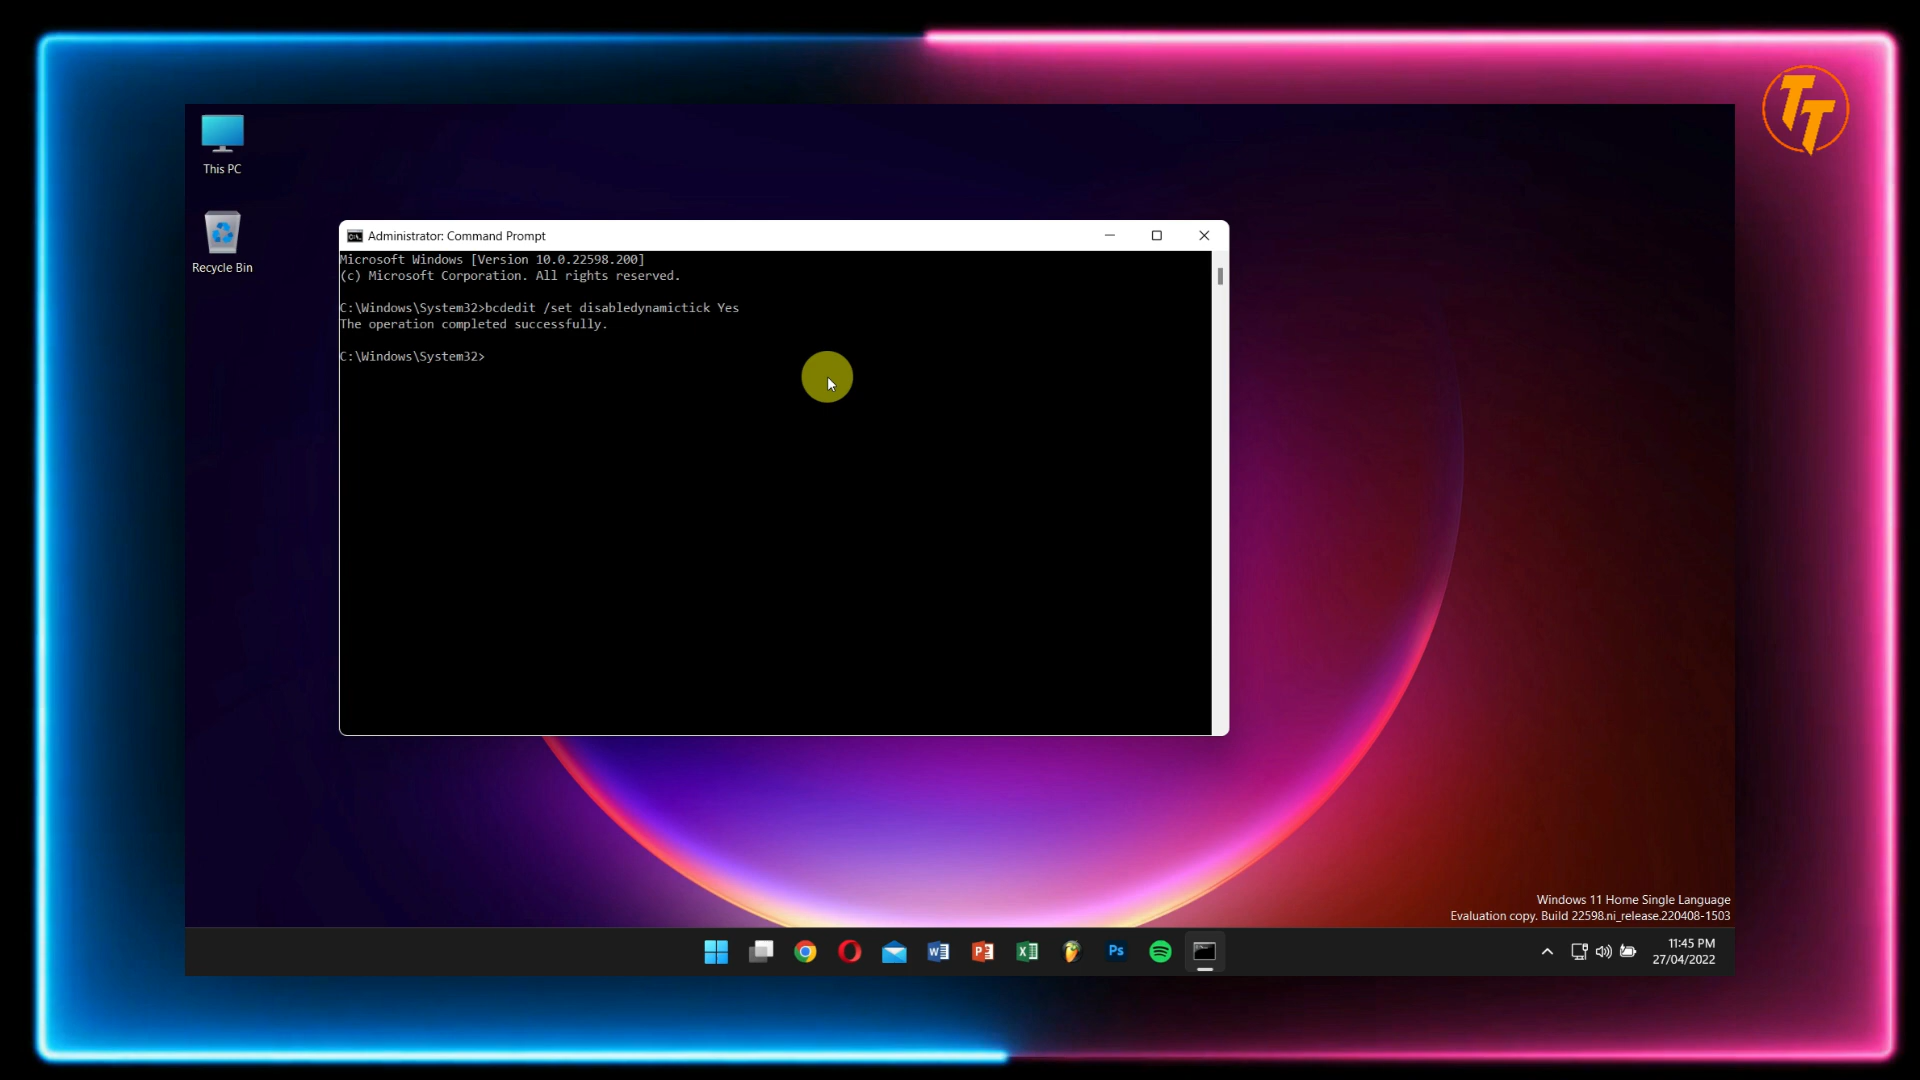 TT
This PC
Recycle Bin
Administrator: Command Prompt
Microsoft Windows [Version 10.0.22598.200]
(c) Microsoft Corporation. All rights reserved.
C:\Windows\System32>bcdedit /set disabledynamictick Yes
The operation completed successfully.
C:\Windows\System32>
Windows 11 Home Single Language
Evaluation copy. Build 22598.ni_release.220408-1503
Ps
11:45 PM
27/04/2022